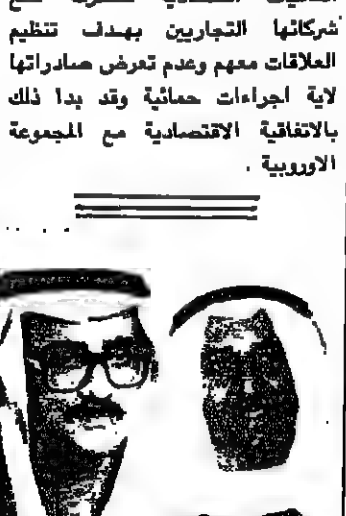 شركائها التجاريين بهدف تنظيم
العلاقات معهم وعدم تعرض صادراتها
لاية اجراءات حمائية وقد بدا ذلك
بالاتفاقية الاقتصادية مع المجموعة
الاوروبية .